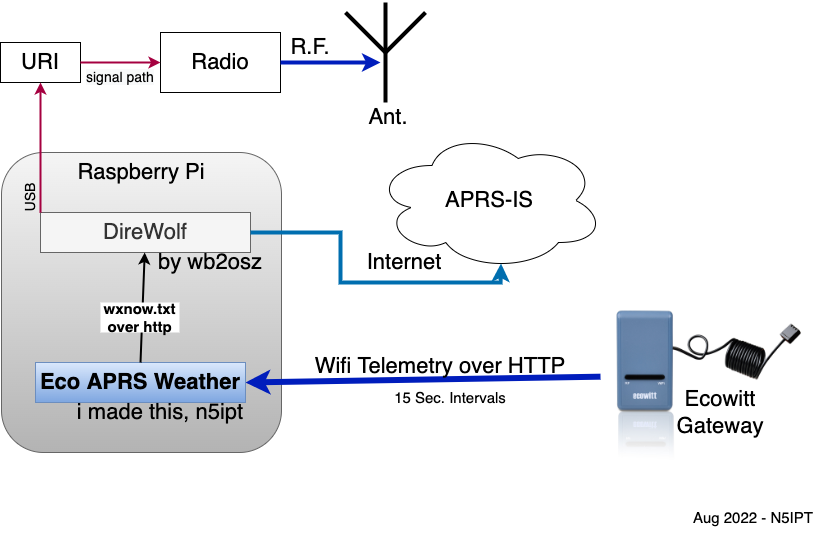 URI
signal path
Radio
R.F.
Ant.
Raspberry Pi
USB
DireWolf
by wb2osz
Internet
APRS-IS
wxnow.txt
over http
Eco APRS Weather
i made this, n5ipt
Wifi Telemetry over HTTP
15 Sec. Intervals
ecowitt
Ecowitt
Gateway
Aug 2022 - N5IPT